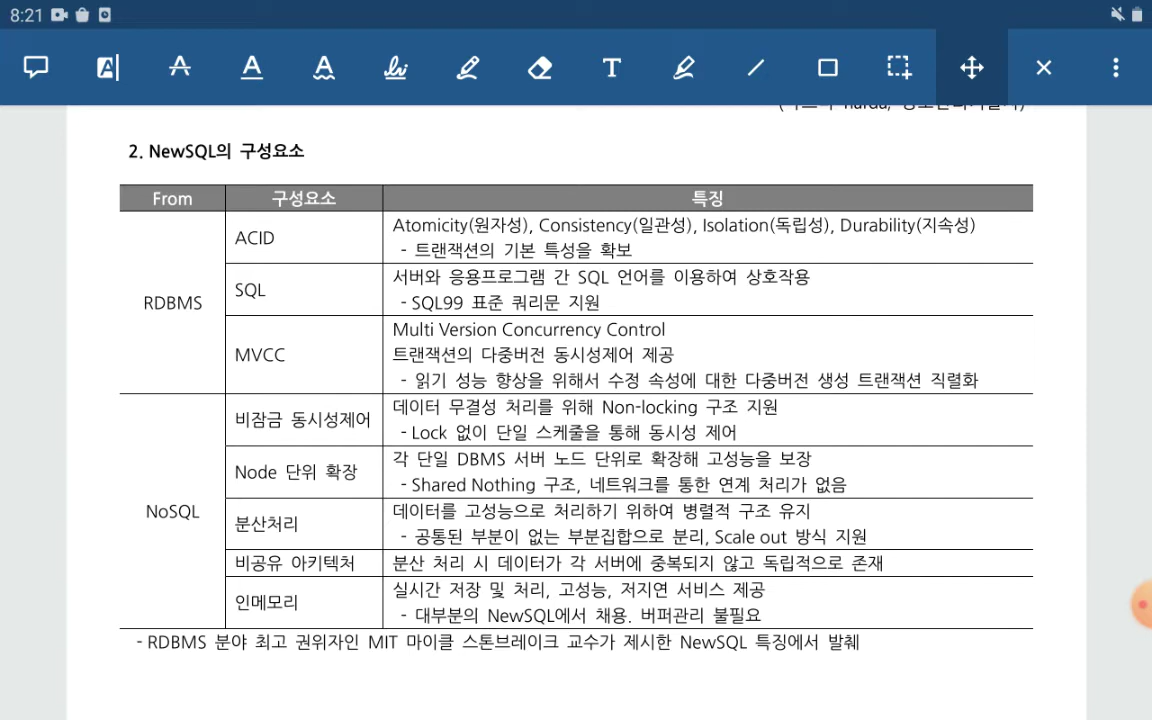 8:21
2. NewSQL의 구성요소
From 구성요소 특징
RDBMS
ACID
Atomicity(원자성), Consistency(일관성), Isolation(독립성), Durability(지속성)
- 트랜잭션의 기본 특성을 확보
SQL
서버와 응용프로그램 간 SQL 언어를 이용하여 상호작용
- SQL99 표준 쿼리문 지원
MVCC
Multi Version Concurrency Control
트랜잭션의 다중버전 동시성제어 제공
- 읽기 성능 향상을 위해서 수정 속성에 대한 다중버전 생성 트랜잭션 직렬화
NoSQL
비잠금 동시성제어
데이터 무결성 처리를 위해 Non-locking 구조 지원
- Lock 없이 단일 스케줄을 통해 동시성 제어
Node 단위 확장
각 단일 DBMS 서버 노드 단위로 확장해 고성능을 보장
- Shared Nothing 구조, 네트워크를 통한 연계 처리가 없음
분산처리
데이터를 고성능으로 처리하기 위하여 병렬적 구조 유지
- 공통된 부분이 없는 부분집합으로 분리, Scale out 방식 지원
비공유 아키텍처
분산 처리 시 데이터가 각 서버에 중복되지 않고 독립적으로 존재
인메모리
실시간 저장 및 처리, 고성능, 저지연 서비스 제공
- 대부분의 NewSQL에서 채용. 버퍼관리 불필요
- RDBMS 분야 최고 권위자인 MIT 마이클 스톤브레이크 교수가 제시한 NewSQL 특징에서 발췌